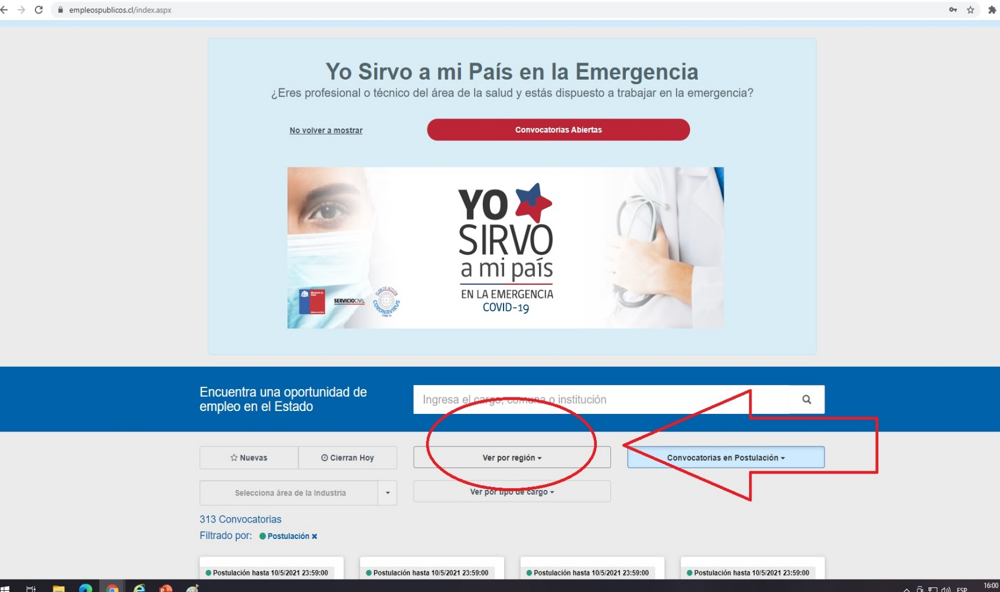 empleospublicos.cl/index.aspx
Yo Sirvo a mi País en la Emergencia
¿Eres profesional o técnico del área de la salud y estás dispuesto a trabajar en la emergencia?
No volver a mostrar
Convocatorias Abiertas
YO
SIRVO
a mi país
EN LA EMERGENCIA
COVID-19
SERVICIOCIVIL
PLAN DE ACCIÓN
CORONAVIRUS
Encuentra una oportunidad de
empleo en el Estado
Ingresa el cargo, comuna o institución
Nuevas
Cierran Hoy
Ver por región
Convocatorias en Postulación
Selecciona área de la Industria
Ver por tipo de cargo
313 Convocatorias
Filtrado por: Postulación ×
Postulación hasta 10/5/2021 23:59:00
Postulación hasta 10/5/2021 23:59:00
Postulación hasta 10/5/2021 23:59:00
Postulación hasta 10/5/2021 23:59:00
ESP
16:00